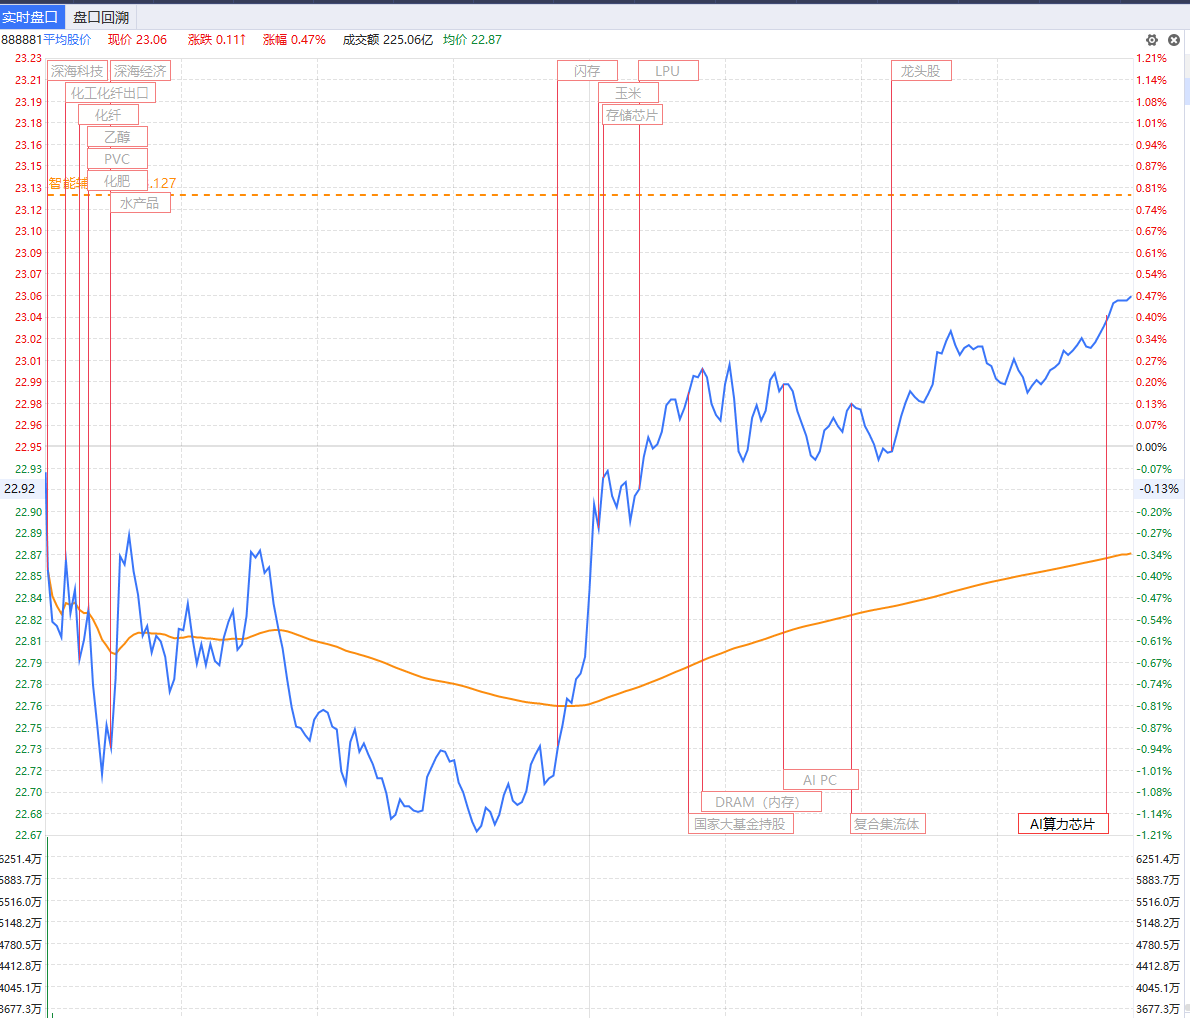 实时盘口 盘口回溯
888881平均股价 现价 23.06 涨跌 0.11↑ 涨幅 0.47% 成交额 225.06亿 均价 22.87
23.23 1.21%
深海科技 深海经济 闪存 LPU 龙头股
23.21 1.14%
化工化纤出口 玉米
23.19 1.08%
化纤 存储芯片
23.18 1.01%
乙醇
23.16 0.94%
PVC
23.15 0.87%
智能辅 化肥 .127
23.13 0.81%
水产品
23.12 0.74%
23.10 0.67%
23.09 0.61%
23.07 0.54%
23.06 0.47%
23.04 0.40%
23.02 0.34%
23.01 0.27%
22.99 0.20%
22.98 0.13%
22.96 0.07%
22.95 0.00%
22.93 -0.07%
22.92 -0.13%
22.90 -0.20%
22.89 -0.27%
22.87 -0.34%
22.85 -0.40%
22.84 -0.47%
22.82 -0.54%
22.81 -0.61%
22.79 -0.67%
22.78 -0.74%
22.76 -0.81%
22.75 -0.87%
22.73 -0.94%
22.72 -1.01%
AI PC
22.70 -1.08%
DRAM（内存）
22.68 -1.14%
国家大基金持股 复合集流体 AI算力芯片
22.67 -1.21%
6251.4万 6251.4万
5883.7万 5883.7万
5516.0万 5516.0万
5148.2万 5148.2万
4780.5万 4780.5万
4412.8万 4412.8万
4045.1万 4045.1万
3677.3万 3677.3万